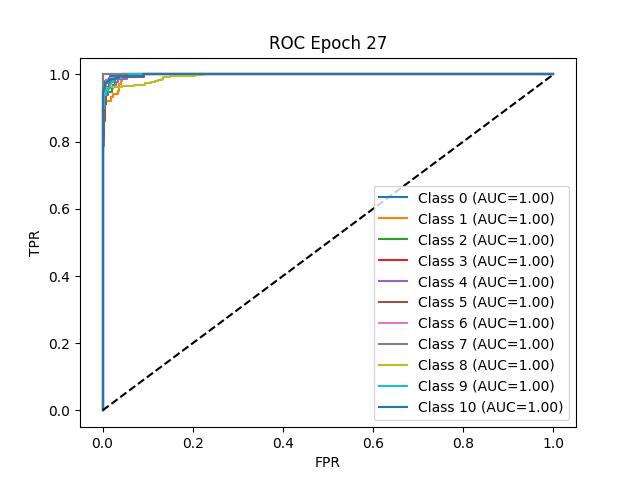 ROC Epoch 27
TPR
1.0
0.8
0.6
0.4
0.2
0.0
Class 0 (AUC=1.00)
Class 1 (AUC=1.00)
Class 2 (AUC=1.00)
Class 3 (AUC=1.00)
Class 4 (AUC=1.00)
Class 5 (AUC=1.00)
Class 6 (AUC=1.00)
Class 7 (AUC=1.00)
Class 8 (AUC=1.00)
Class 9 (AUC=1.00)
Class 10 (AUC=1.00)
0.0 0.2 0.4 0.6 0.8 1.0
FPR